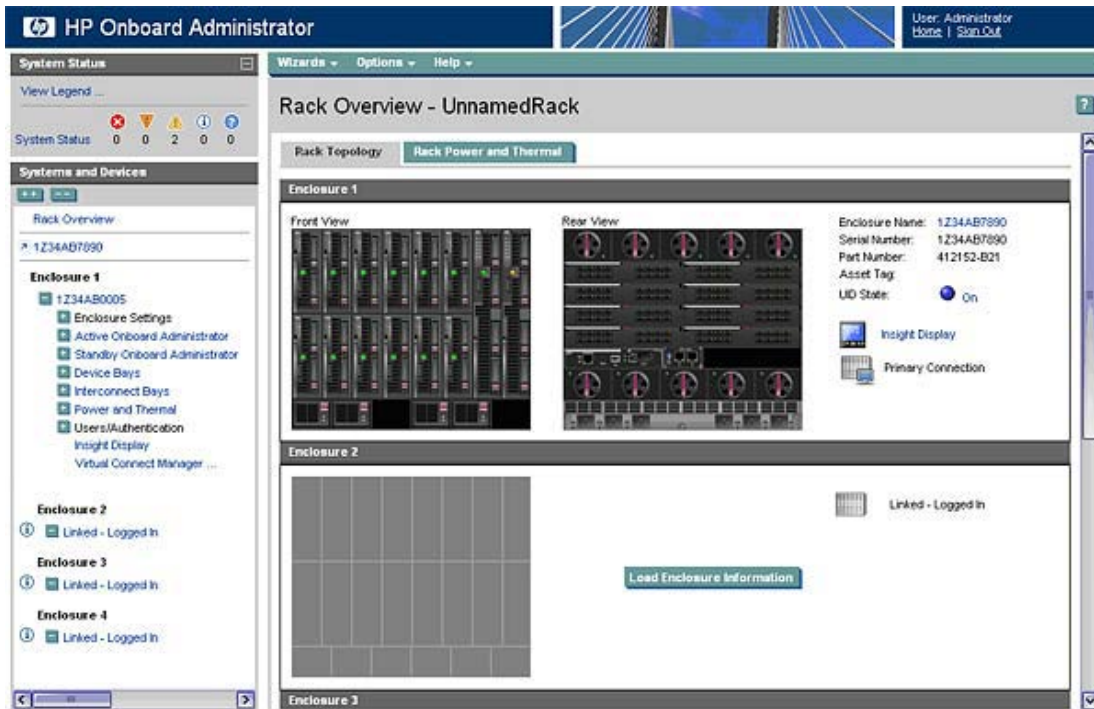 hp HP Onboard Administrator
User: Administrator
Home | Sign Out
System Status
View Legend ...
System Status 0 0 2 0 0
Systems and Devices
Rack Overview
1Z34AB7890
Enclosure 1
1Z34AB0005
Enclosure Settings
Active Onboard Administrator
Standby Onboard Administrator
Device Bays
Interconnect Bays
Power and Thermal
Users/Authentication
Insight Display
Virtual Connect Manager ...
Enclosure 2
Linked - Logged In
Enclosure 3
Linked - Logged In
Enclosure 4
Linked - Logged In
Wizards Options Help
Rack Overview - UnnamedRack
?
Rack Topology Rack Power and Thermal
Enclosure 1
Front View Rear View
Enclosure Name: 1Z34AB7890
Serial Number: 1Z34AB7890
Part Number: 412152-B21
Asset Tag:
UID State: On
Insight Display
Primary Connection
Enclosure 2
Linked - Logged In
Load Enclosure Information
Enclosure 3